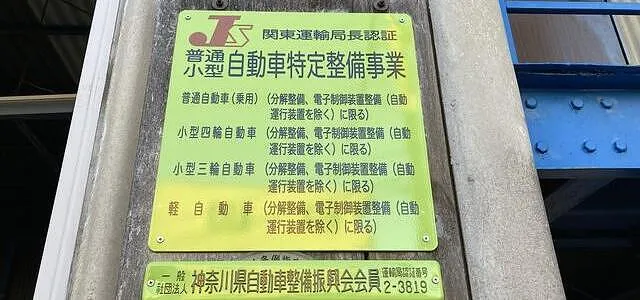 JS 関東運輸局長認証
普通
小型 自動車特定整備事業
普通自動車(乗用)(分解整備、電子制御装置整備(自動
運行装置を除く)に限る)
小型四輪自動車(分解整備、電子制御装置整備(自動
運行装置を除く)に限る)
小型三輪自動車(分解整備、電子制御装置整備(自動
運行装置を除く)に限る)
軽自動車(分解整備、電子制御装置整備(自動
運行装置を除く)に限る)
一般
社団法人 神奈川県自動車整備振興会会員 運輸局認証番号
2-3819